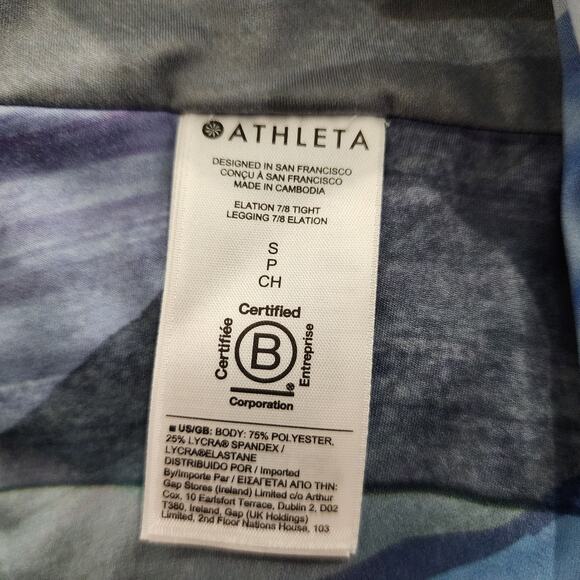 ATHLETA
DESIGNED IN SAN FRANCISCO
CONÇU À SAN FRANCISCO
MADE IN CAMBODIA
ELATION 7/8 TIGHT
LEGGING 7/8 ELATION
S
P
CH
Certified
Certifiée
B
Entreprise
®
Corporation
US/GB: BODY: 75% POLYESTER,
25% LYCRA® SPANDEX /
LYCRA®ELASTANE
DISTRIBUIDO POR / Imported
By/Importe Par / ΕΙΣΑΓΕΤΑΙ ΑΠΟ ΤΗΝ:
Gap Stores (Ireland) Limited c/o Arthur
Cox, 10 Earlsfort Terrace, Dublin 2, D02
T380, Ireland, Gap (UK Holdings)
Limited, 2nd Floor Nations House, 103